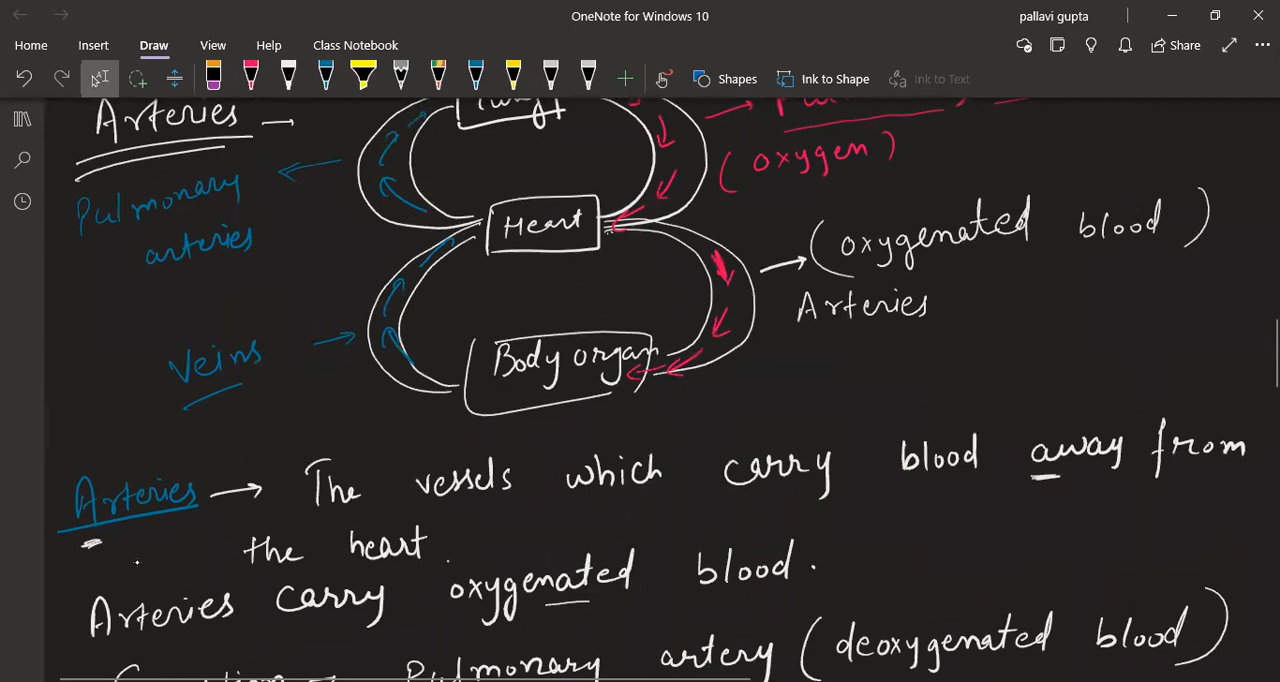 OneNote for Windows 10
pallavi gupta
Home Insert Draw View Help Class Notebook
Share
Shapes Ink to Shape Ink to Text
Arteries →
Pulmonary
arteries
(oxygen)
Heart
(oxygenated blood)
Arteries
Veins
Body organ
Arteries → The vessels which carry blood away from
the heart.
Arteries carry oxygenated blood.
Pulmonary artery (deoxygenated blood)